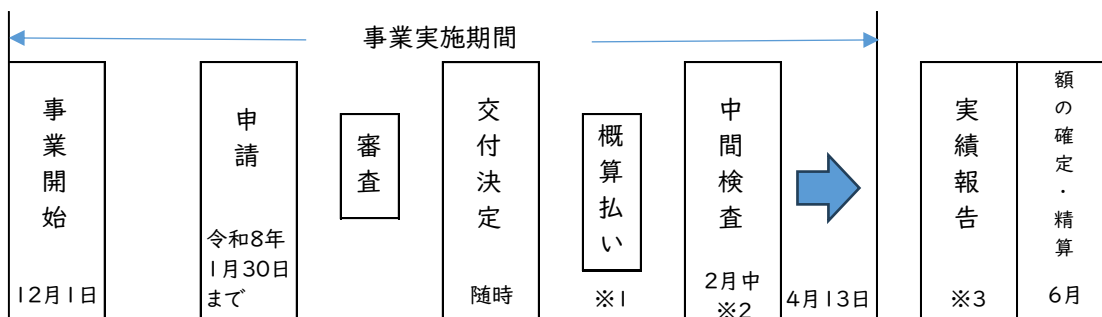 事業実施期間
事業開始
12月1日
申請
令和8年
1月30日
まで
審査
交付決定
随時
概算払い
※1
中間検査
2月中
※2
4月13日
実績報告
※3
額の確定・精算
6月